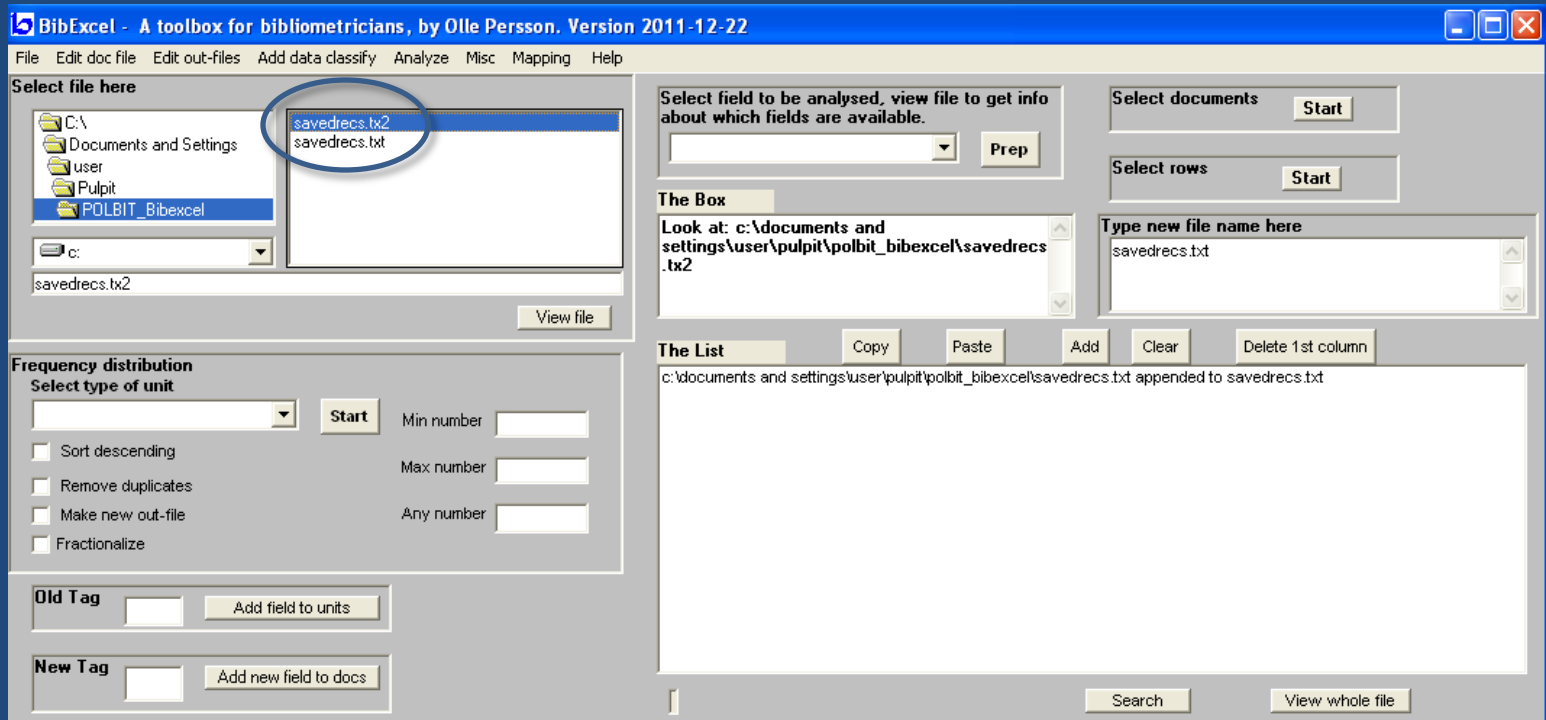 BibExcel - A toolbox for bibliometricians, by Olle Persson. Version 2011-12-22
File Edit doc file Edit out-files Add data classify Analyze Misc Mapping Help
Select file here
C:\
Documents and Settings
user
Pulpit
POLBIT_Bibexcel
savedrecs.tx2
savedrecs.txt
c:
savedrecs.tx2
View file
Select field to be analysed, view file to get info
about which fields are available.
Prep
Select documents
Start
Select rows
Start
The Box
Look at: c:\documents and
settings\user\pulpit\polbit_bibexcel\savedrecs
.tx2
Type new file name here
savedrecs.txt
Frequency distribution
Select type of unit
Start
Sort descending
Remove duplicates
Make new out-file
Fractionalize
Min number
Max number
Any number
Old Tag
Add field to units
New Tag
Add new field to docs
The List
Copy
Paste
Add
Clear
Delete 1st column
c:\documents and settings\user\pulpit\polbit_bibexcel\savedrecs.txt appended to savedrecs.txt
Search
View whole file